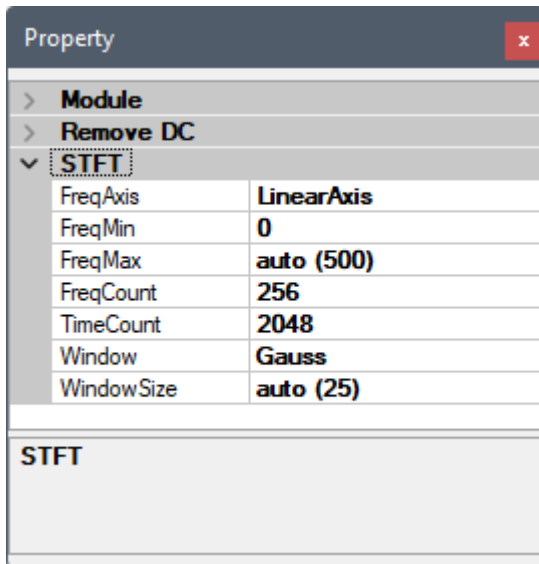 Property
x
Module
Remove DC
STFT
FreqAxis LinearAxis
FreqMin 0
FreqMax auto (500)
FreqCount 256
TimeCount 2048
Window Gauss
WindowSize auto (25)
STFT